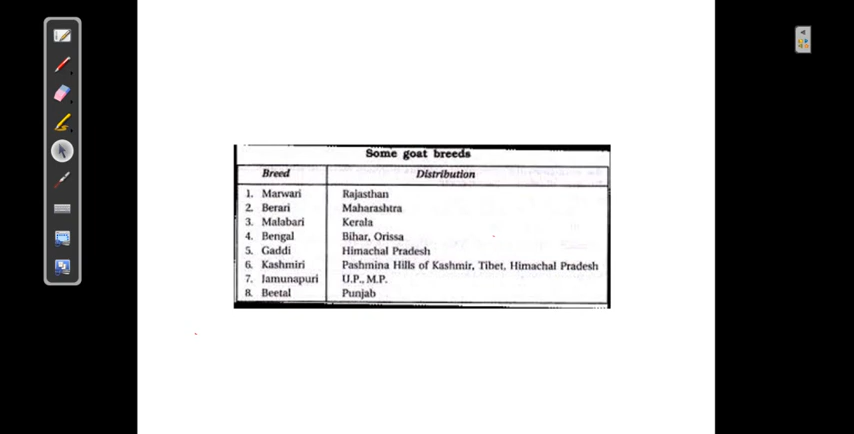 Some goat breeds
Breed Distribution
1. Marwari Rajasthan
2. Berari Maharashtra
3. Malabari Kerala
4. Bengal Bihar, Orissa
5. Gaddi Himachal Pradesh
6. Kashmiri Pashmina Hills of Kashmir, Tibet, Himachal Pradesh
7. Jamunapuri U.P., M.P.
8. Beetal Punjab